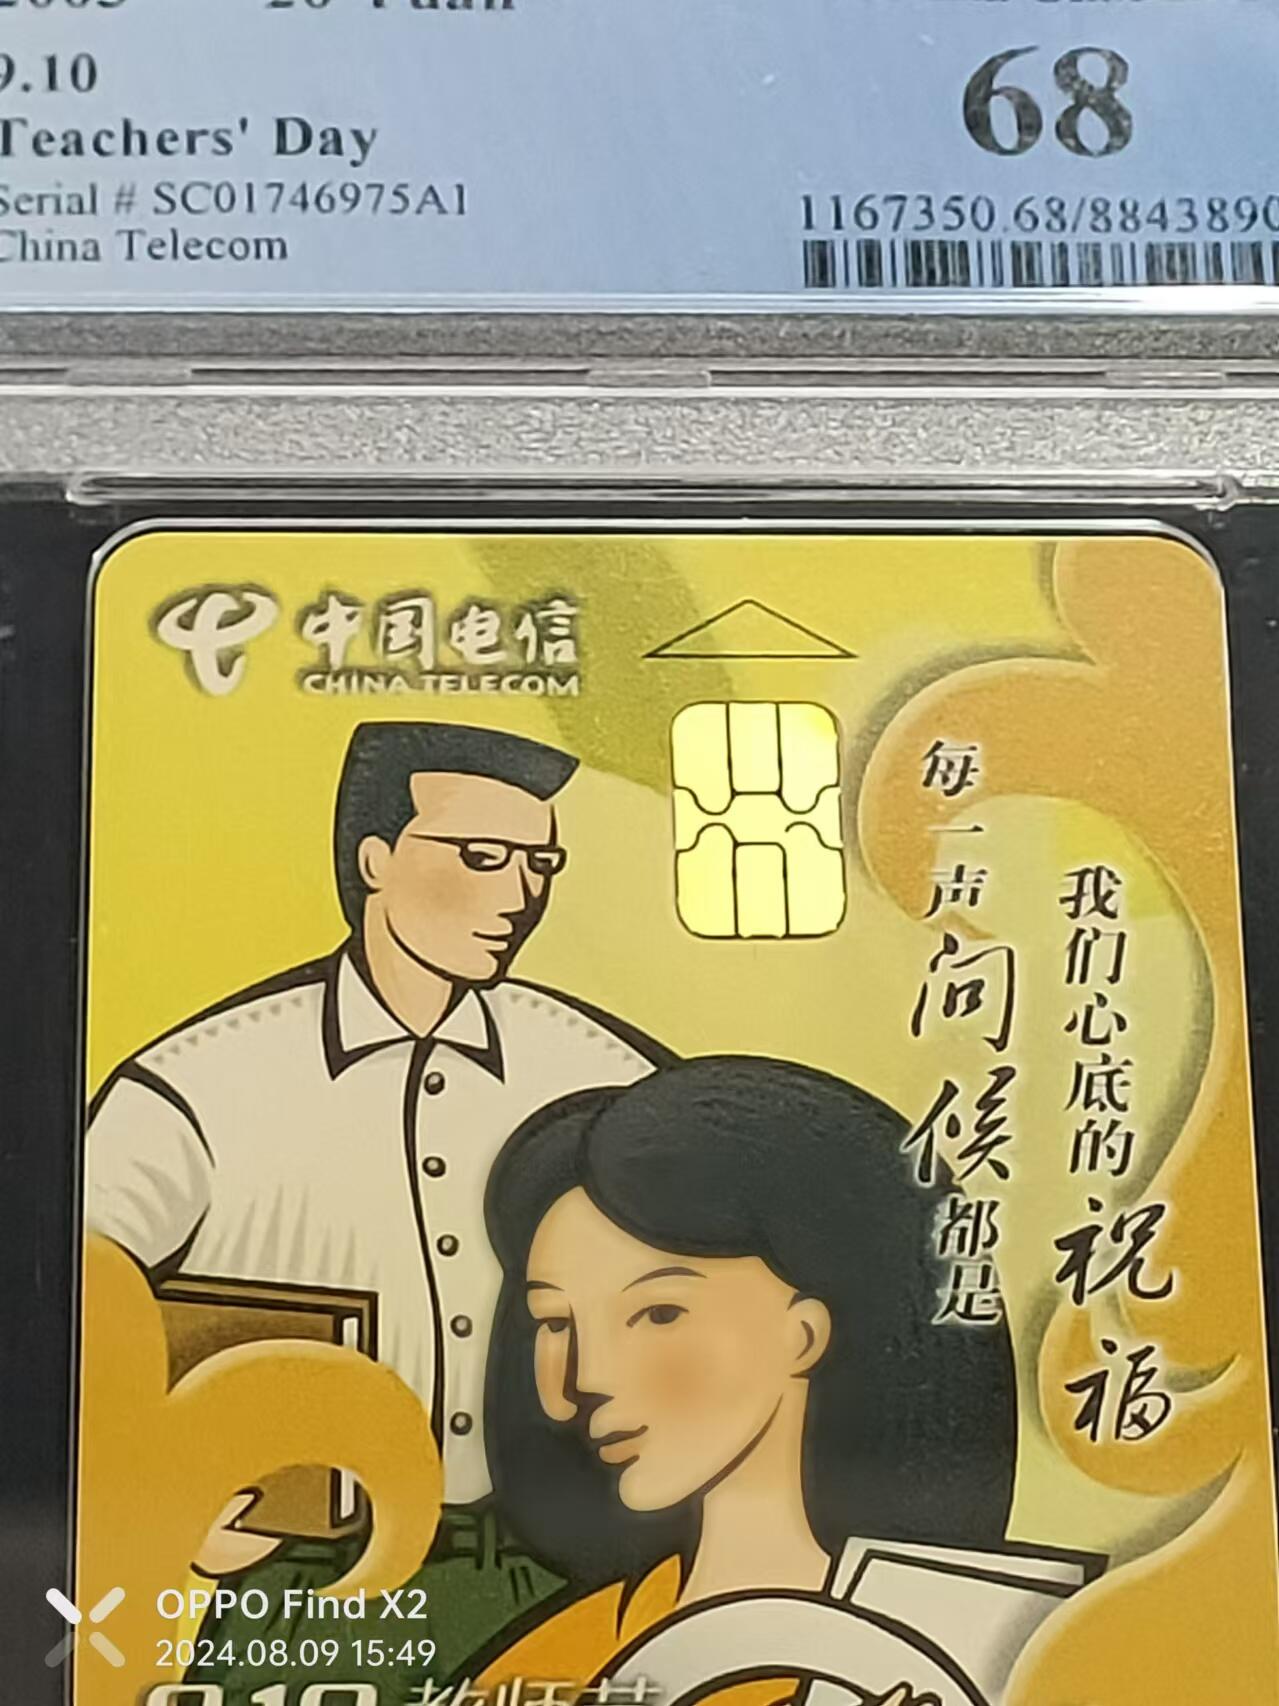 9.10
68
Teachers' Day
Serial # SC01746975A1
1167350.68/8843890
China Telecom
中国电信
CHINA TELECOM
每一声问候都是
我们心底的祝福
OPPO Find X2
2024.08.09 15:49